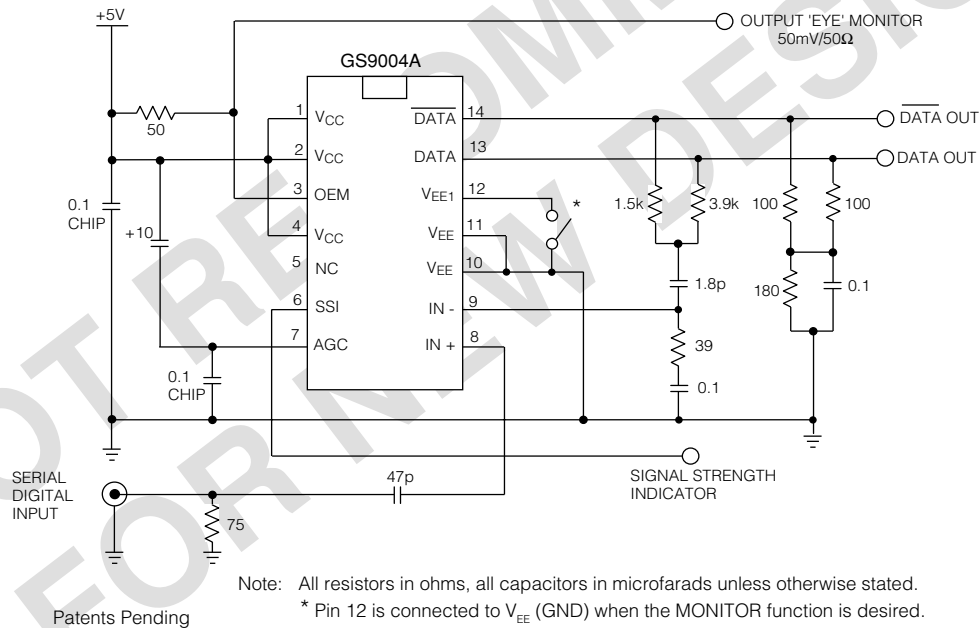 +5V
OUTPUT 'EYE' MONITOR
50mV/50Ω
GS9004A
50
1 VCC
2 VCC
3 OEM
4 VCC
5 NC
6 SSI
7 AGC
DATA 14
DATA 13
VEE1 12
VEE 11
VEE 10
IN - 9
IN + 8
*
DATA OUT
DATA OUT
1.5k
3.9k
100
100
0.1
CHIP
+10
1.8p
180
0.1
39
0.1
0.1
CHIP
SERIAL
DIGITAL
INPUT
47p
75
SIGNAL STRENGTH
INDICATOR
Note: All resistors in ohms, all capacitors in microfarads unless otherwise stated.
* Pin 12 is connected to VEE (GND) when the MONITOR function is desired.
Patents Pending